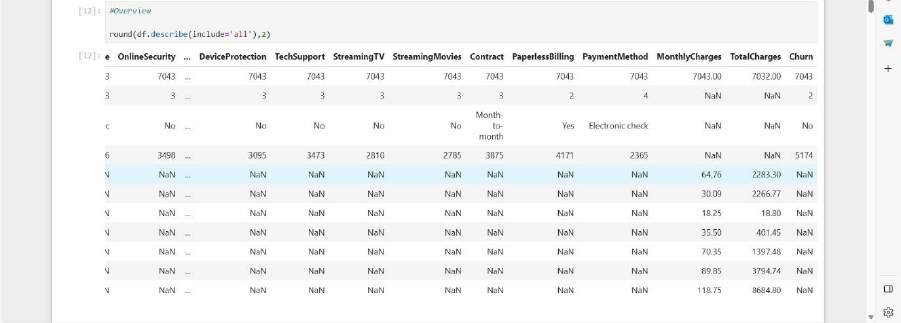 [12]: #Overview
round(df.describe(include='all'),2)
[12]: e OnlineSecurity ... DeviceProtection TechSupport StreamingTV StreamingMovies Contract PaperlessBilling PaymentMethod MonthlyCharges TotalCharges Churn
3 7043 ... 7043 7043 7043 7043 7043 7043 7043 7043.00 7032.00 7043
3 3 ... 3 3 3 3 3 2 4 NaN NaN 2
c No ... No No No No Month-to-month Yes Electronic check NaN NaN No
6 3498 ... 3095 3473 2810 2785 3875 4171 2365 NaN NaN 5174
N NaN ... NaN NaN NaN NaN NaN NaN NaN 64.76 2283.30 NaN
N NaN ... NaN NaN NaN NaN NaN NaN NaN 30.09 2266.77 NaN
N NaN ... NaN NaN NaN NaN NaN NaN NaN 18.25 18.80 NaN
N NaN ... NaN NaN NaN NaN NaN NaN NaN 35.50 401.45 NaN
N NaN ... NaN NaN NaN NaN NaN NaN NaN 70.35 1397.48 NaN
N NaN ... NaN NaN NaN NaN NaN NaN NaN 89.85 3794.74 NaN
N NaN ... NaN NaN NaN NaN NaN NaN NaN 118.75 8684.80 NaN